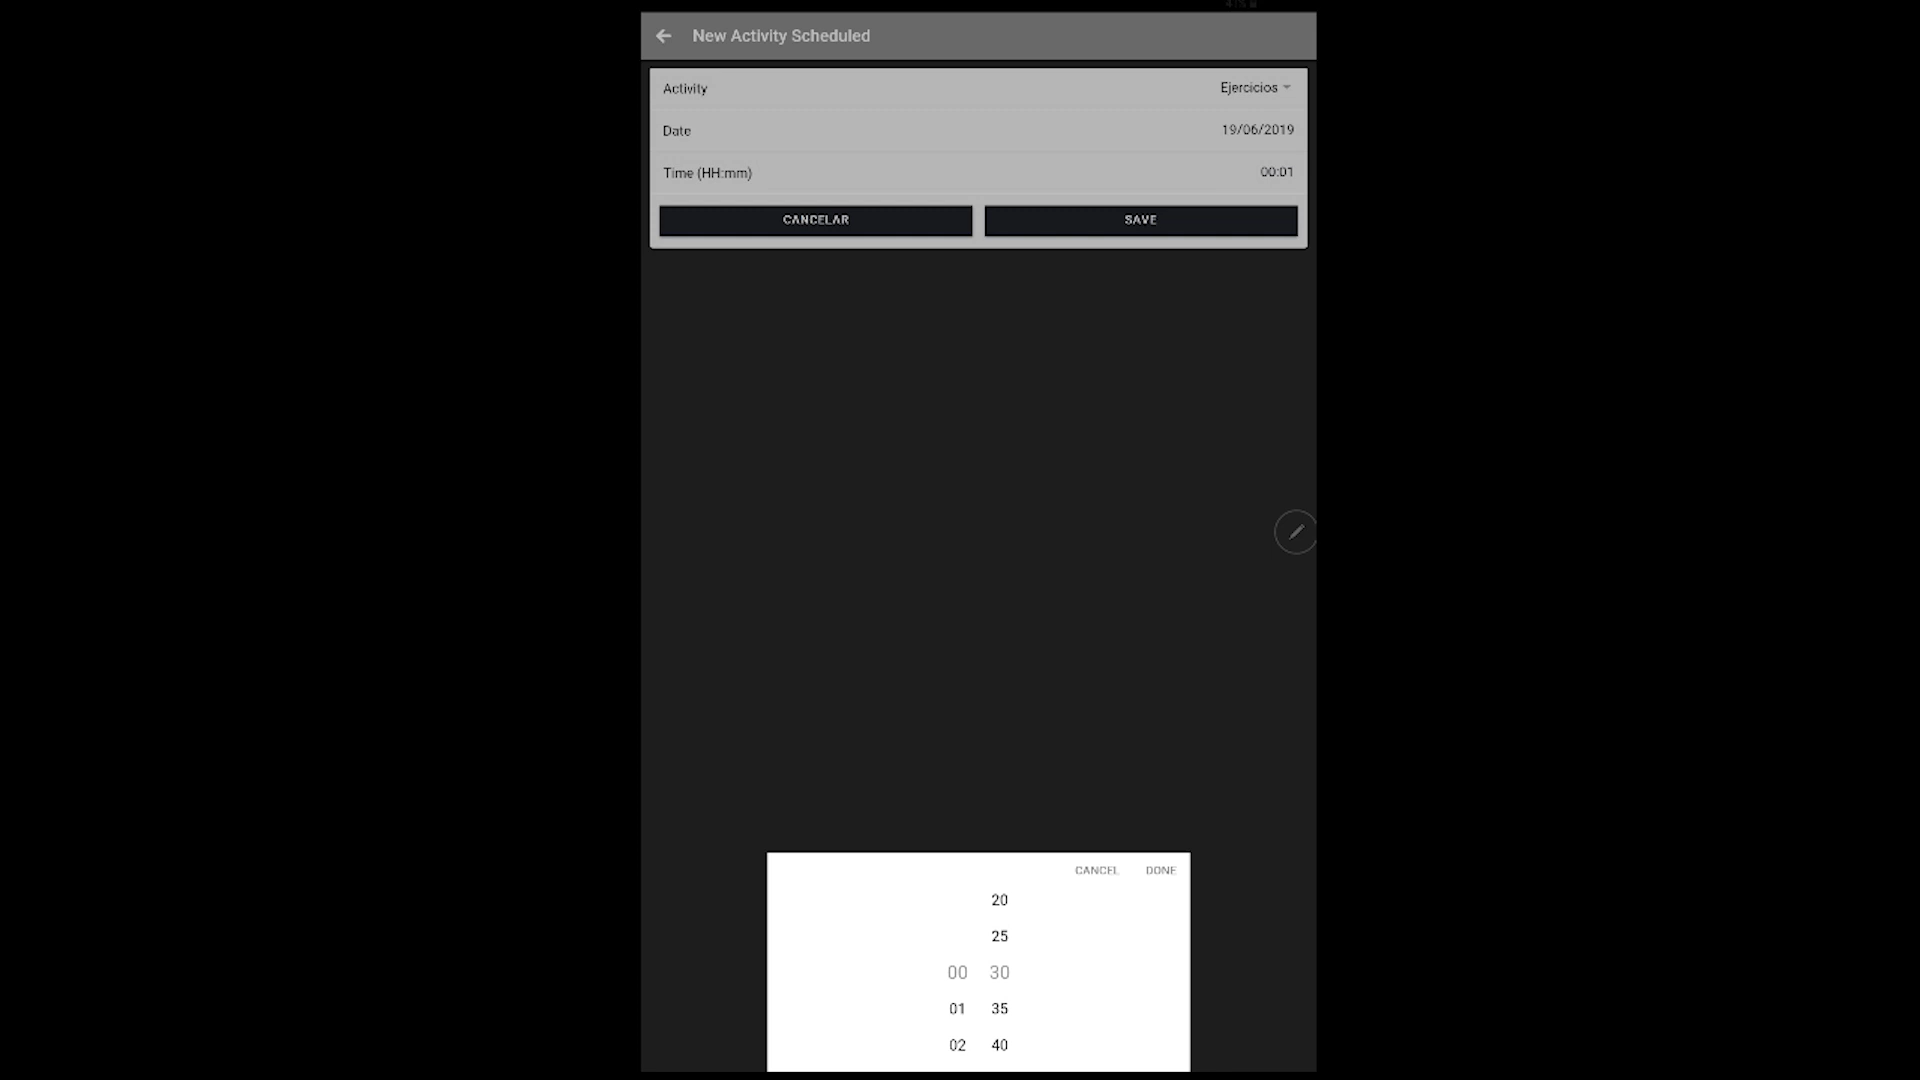 41%
New Activity Scheduled
Activity Ejercicios
Date 19/06/2019
Time (HH:mm) 00:01
CANCELAR SAVE
CANCEL DONE
20
25
00 30
01 35
02 40